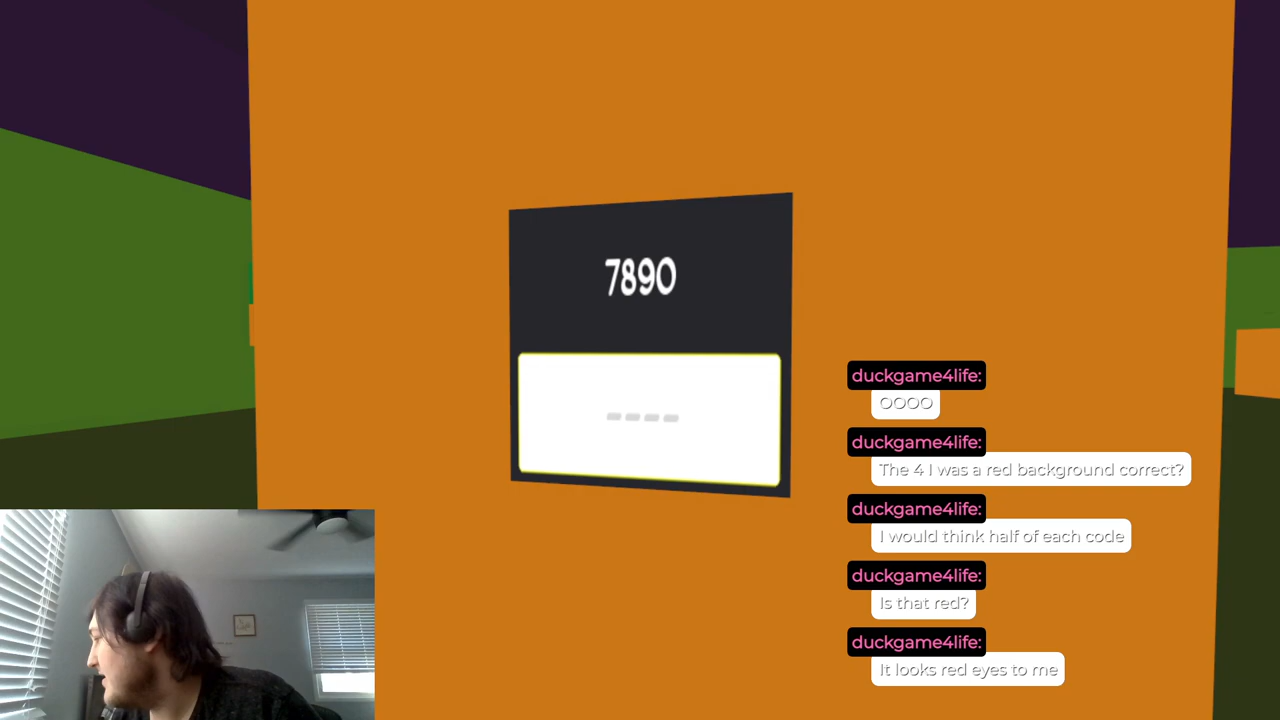 7890
duckgame4life:
OOOO
duckgame4life:
The 4 I was a red background correct?
duckgame4life:
I would think half of each code
duckgame4life:
Is that red?
duckgame4life:
It looks red eyes to me